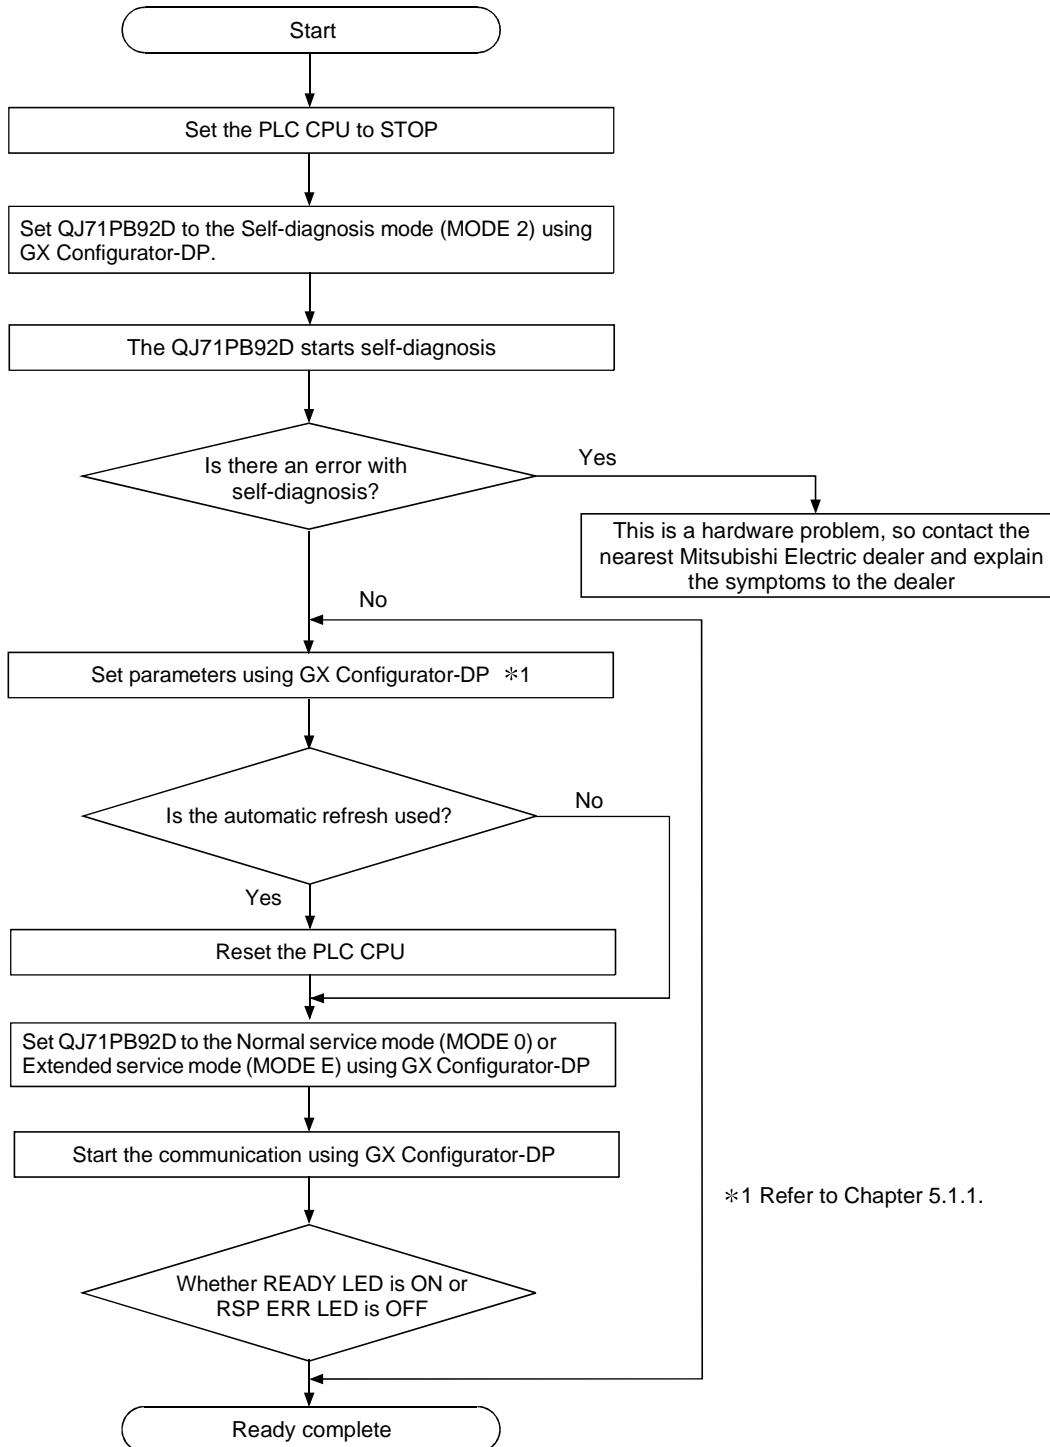 Start
Set the PLC CPU to STOP
Set QJ71PB92D to the Self-diagnosis mode (MODE 2) using
GX Configurator-DP.
The QJ71PB92D starts self-diagnosis
Is there an error with
self-diagnosis?
Yes
This is a hardware problem, so contact the
nearest Mitsubishi Electric dealer and explain
the symptoms to the dealer
No
Set parameters using GX Configurator-DP *1
Is the automatic refresh used?
No
Yes
Reset the PLC CPU
Set QJ71PB92D to the Normal service mode (MODE 0) or
Extended service mode (MODE E) using GX Configurator-DP
Start the communication using GX Configurator-DP
*1 Refer to Chapter 5.1.1.
Whether READY LED is ON or
RSP ERR LED is OFF
Ready complete